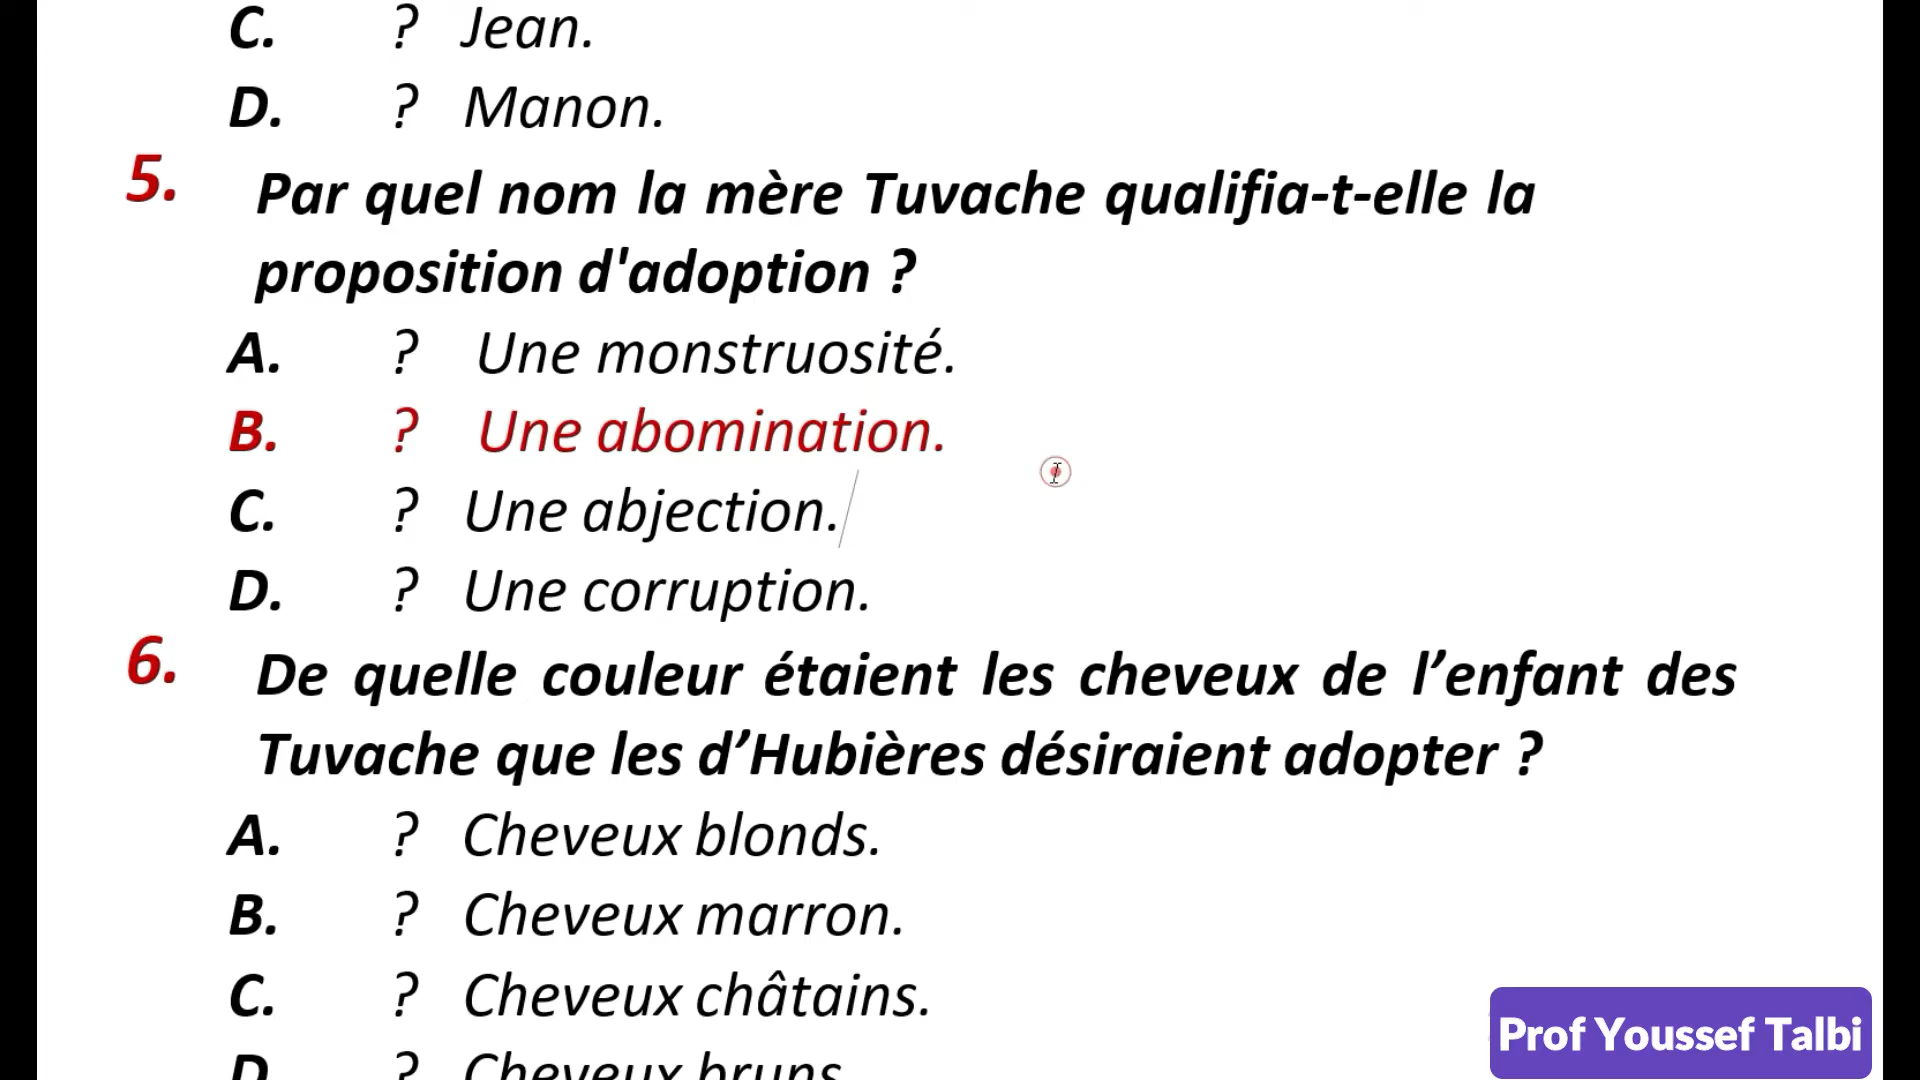 C. ? Jean.
D. ? Manon.
5. Par quel nom la mère Tuvache qualifia-t-elle la
proposition d'adoption ?
A. ? Une monstruosité.
B. ? Une abomination.
C. ? Une abjection.
D. ? Une corruption.
6. De quelle couleur étaient les cheveux de l’enfant des
Tuvache que les d’Hubières désiraient adopter ?
A. ? Cheveux blonds.
B. ? Cheveux marron.
C. ? Cheveux châtains.
D. ? Cheveux bruns.
Prof Youssef Talbi